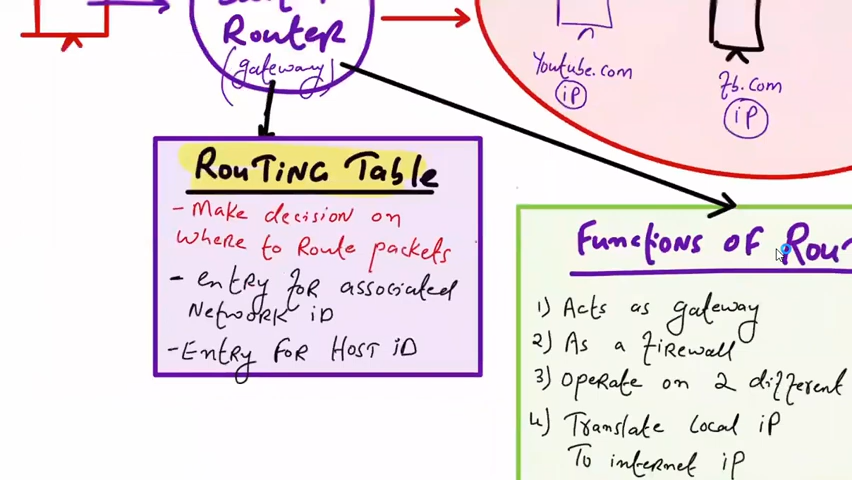 Router
(gateway)
Youtube.com
iP
fb.com
iP
Routing Table
- Make decision on
where to Route packets
- entry for associated
Network iD
- Entry for Host iD
Functions of
1) Acts as gateway
2) As a firewall
3) operate on 2 different
4) Translate Local iP
To internet iP